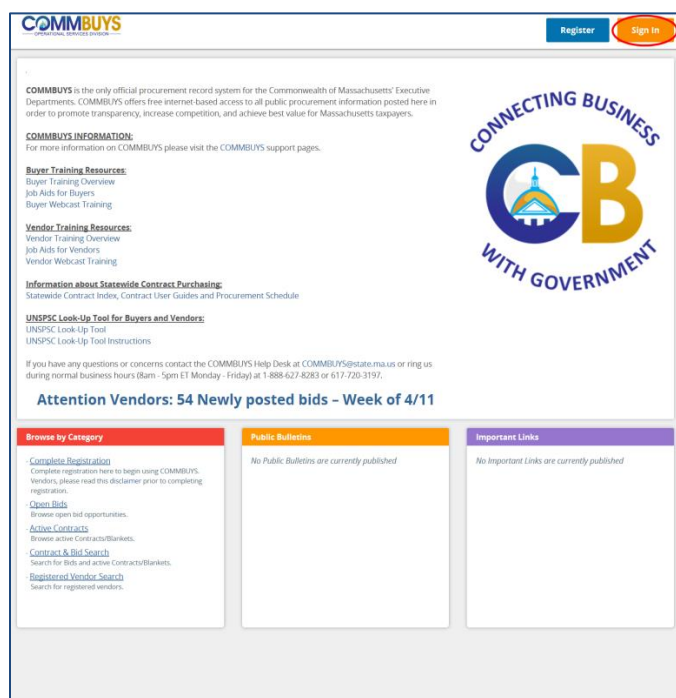 COMMBUYS
OPERATIONAL SERVICES DIVISION
Register
Sign In
COMMBUYS is the only official procurement record system for the Commonwealth of Massachusetts' Executive
Departments. COMMBUYS offers free internet-based access to all public procurement information posted here in
order to promote transparency, increase competition, and achieve best value for Massachusetts taxpayers.
COMMBUYS INFORMATION:
For more information on COMMBUYS please visit the COMMBUYS support pages.
Buyer Training Resources:
Buyer Training Overview
Job Aids for Buyers
Buyer Webcast Training
Vendor Training Resources:
Vendor Training Overview
Job Aids for Vendors
Vendor Webcast Training
Information about Statewide Contract Purchasing:
Statewide Contract Index, Contract User Guides and Procurement Schedule
UNSPSC Look-Up Tool for Buyers and Vendors:
UNSPSC Look-Up Tool
UNSPSC Look-Up Tool Instructions
If you have any questions or concerns contact the COMMBUYS Help Desk at COMMBUYS@state.ma.us or ring us
during normal business hours (8am - 5pm ET Monday - Friday) at 1-888-627-8283 or 617-720-3197.
CONNECTING BUSINESS
CB
WITH GOVERNMENT
Attention Vendors: 54 Newly posted bids – Week of 4/11
Browse by Category
- Complete Registration
Complete registration here to begin using COMMBUYS.
Vendors, please read this disclaimer prior to completing
registration.
- Open Bids
Browse open bid opportunities.
- Active Contracts
Browse active Contracts/Blankets.
- Contract & Bid Search
Search for Bids and active Contracts/Blankets.
- Registered Vendor Search
Search for registered vendors.
Public Bulletins
No Public Bulletins are currently published
Important Links
No Important Links are currently published